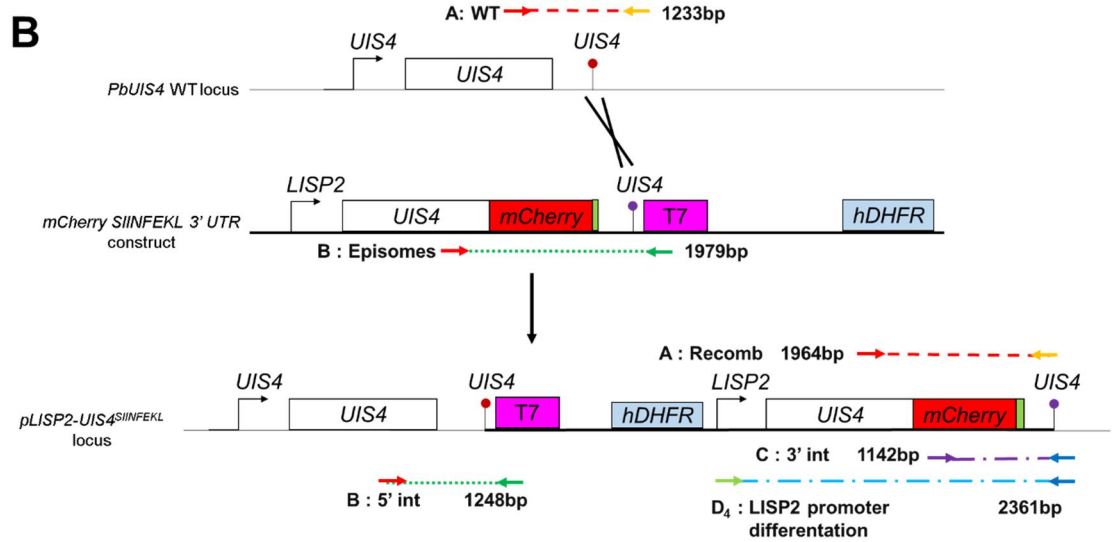 B
A: WT 1233bp
UIS4 UIS4
UIS4
PbUIS4 WT locus
LISP2 UIS4
mCherry SIINFEKL 3' UTR
construct
UIS4 mCherry T7 hDHFR
B : Episomes 1979bp
A : Recomb 1964bp
UIS4 UIS4 LISP2 UIS4
pLISP2-UIS4SIINFEKL
locus
UIS4 T7 hDHFR UIS4 mCherry
C : 3' int 1142bp
B : 5' int 1248bp
D4 : LISP2 promoter 2361bp
differentation